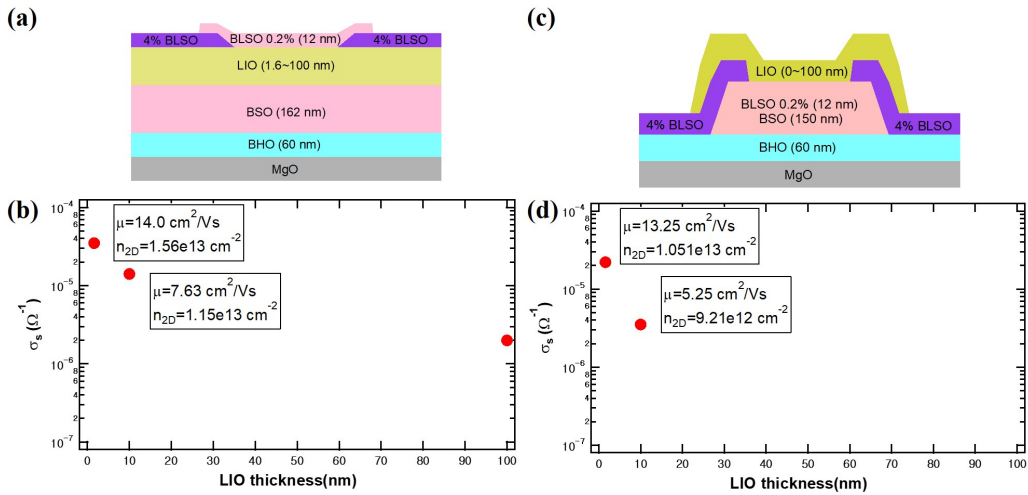 (a)
4% BLSO
BLSO 0.2% (12 nm)
4% BLSO
LIO (1.6~100 nm)
BSO (162 nm)
BHO (60 nm)
MgO
(c)
LIO (0~100 nm)
BLSO 0.2% (12 nm)
BSO (150 nm)
4% BLSO
4% BLSO
BHO (60 nm)
MgO
(b)
σs (Ω⁻¹)
10⁻⁴
8
6
4
2
10⁻⁵
8
6
4
2
10⁻⁶
8
6
4
2
10⁻⁷
μ=14.0 cm²/Vs
n2D=1.56e13 cm⁻²
μ=7.63 cm²/Vs
n2D=1.15e13 cm⁻²
0 10 20 30 40 50 60 70 80 90 100
LIO thickness(nm)
(d)
σs (Ω⁻¹)
10⁻⁴
8
6
4
2
10⁻⁵
8
6
4
2
10⁻⁶
8
6
4
2
10⁻⁷
μ=13.25 cm²/Vs
n2D=1.051e13 cm⁻²
μ=5.25 cm²/Vs
n2D=9.21e12 cm⁻²
0 10 20 30 40 50 60 70 80 90 100
LIO thickness(nm)